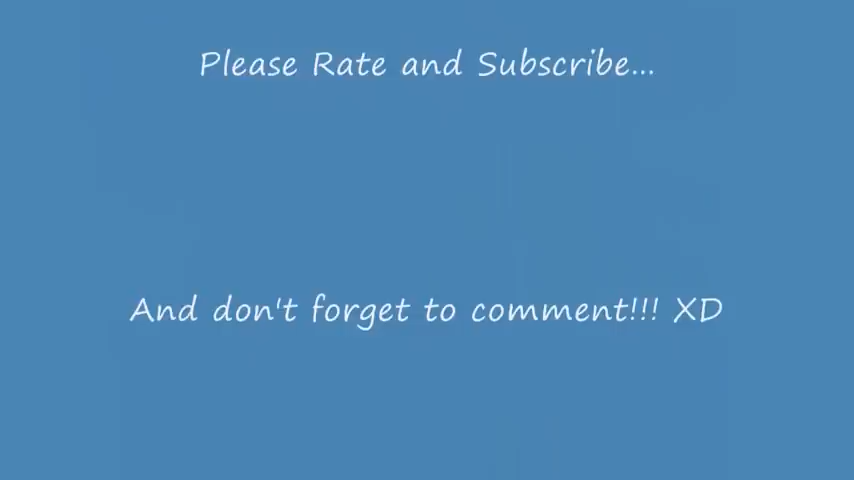 Please Rate and Subscribe...
And don't forget to comment!!! XD